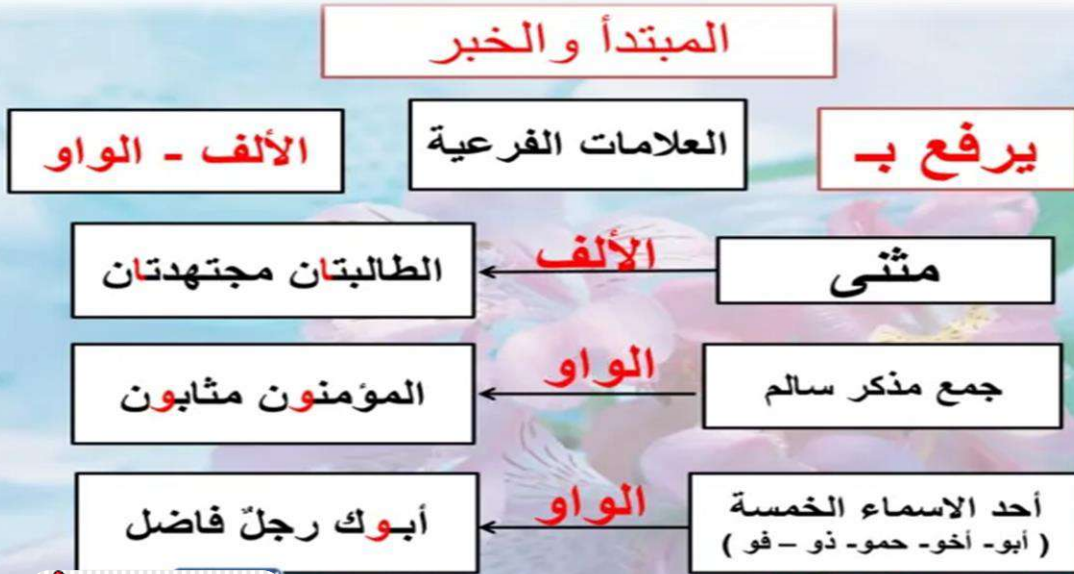 المبتدأ والخبر
يرفع بـ
العلامات الفرعية
الألف - الواو
مثنى
الألف
الطالبتان مجتهدتان
جمع مذكر سالم
الواو
المؤمنون مثابون
أحد الاسماء الخمسة
( أبو- أخو- حمو- ذو – فو )
الواو
أبـوك رجلٌ فاضل